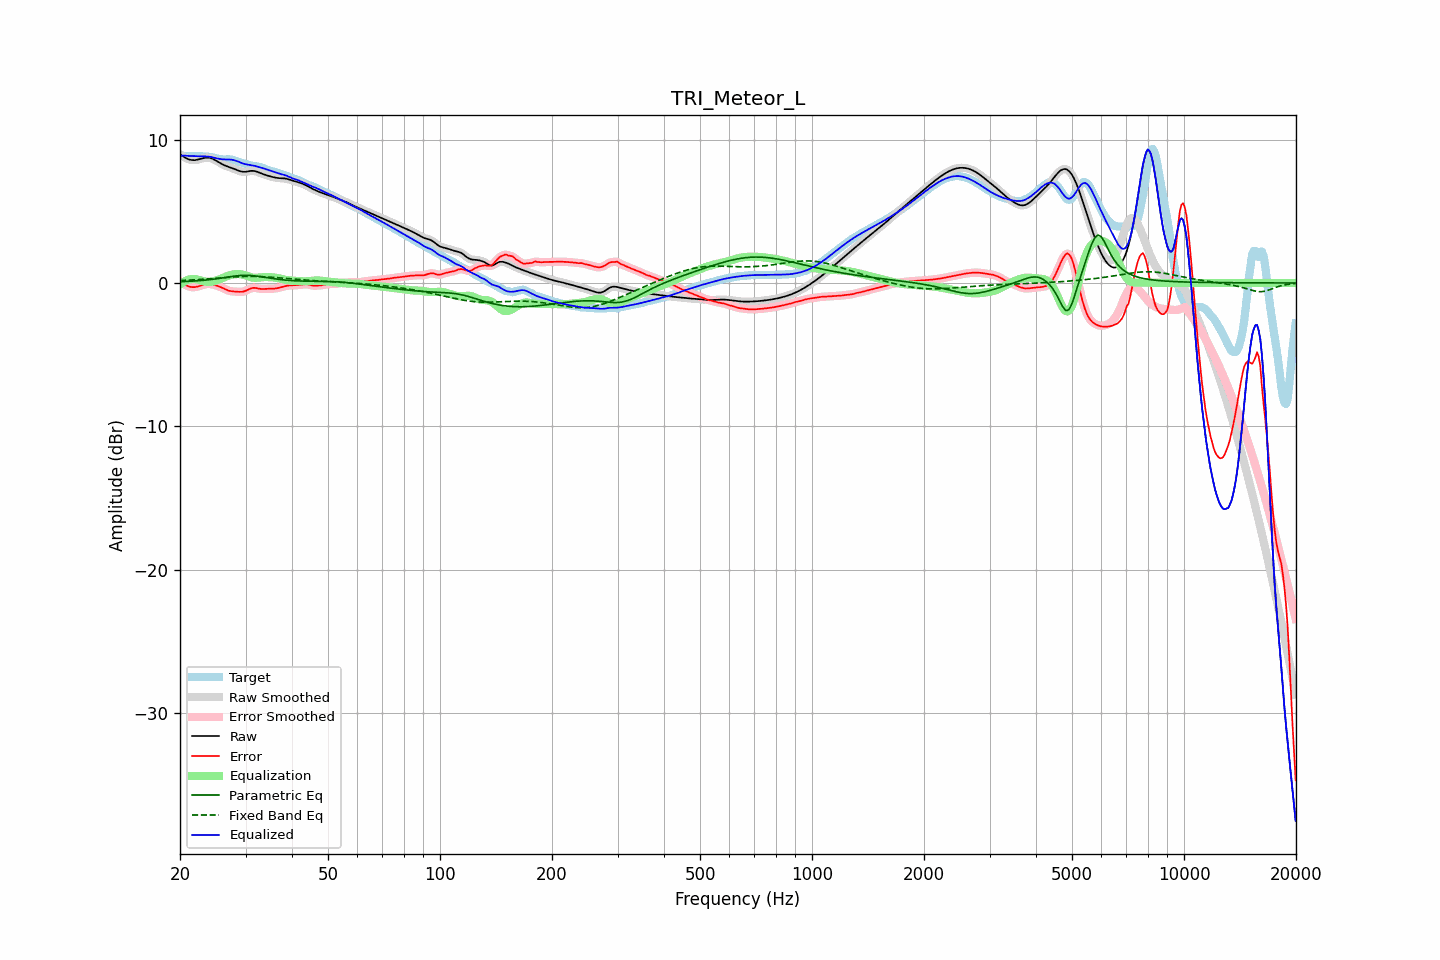 TRI_Meteor_L
10
0
−10
−20
−30
Amplitude (dBr)
Target
Raw Smoothed
Error Smoothed
Raw
Error
Equalization
Parametric Eq
Fixed Band Eq
Equalized
20 50 100 200 500 1000 2000 5000 10000 20000
Frequency (Hz)